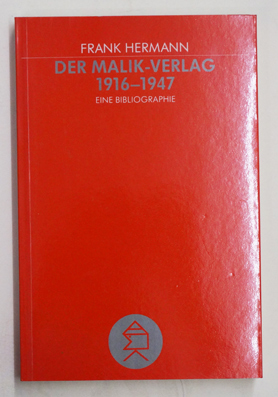 FRANK HERMANN
DER MALIK-VERLAG
1916–1947
EINE BIBLIOGRAPHIE